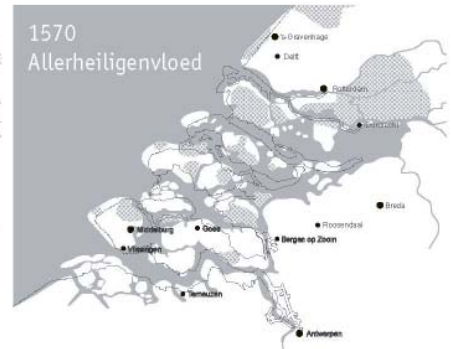 1570
Allerheiligenvloed
's-Gravenhage
Delft
Rotterdam
Breda
Roosendaal
Middelburg
Goes
Bergen op Zoom
Vlissingen
Terneuzen
Antwerpen